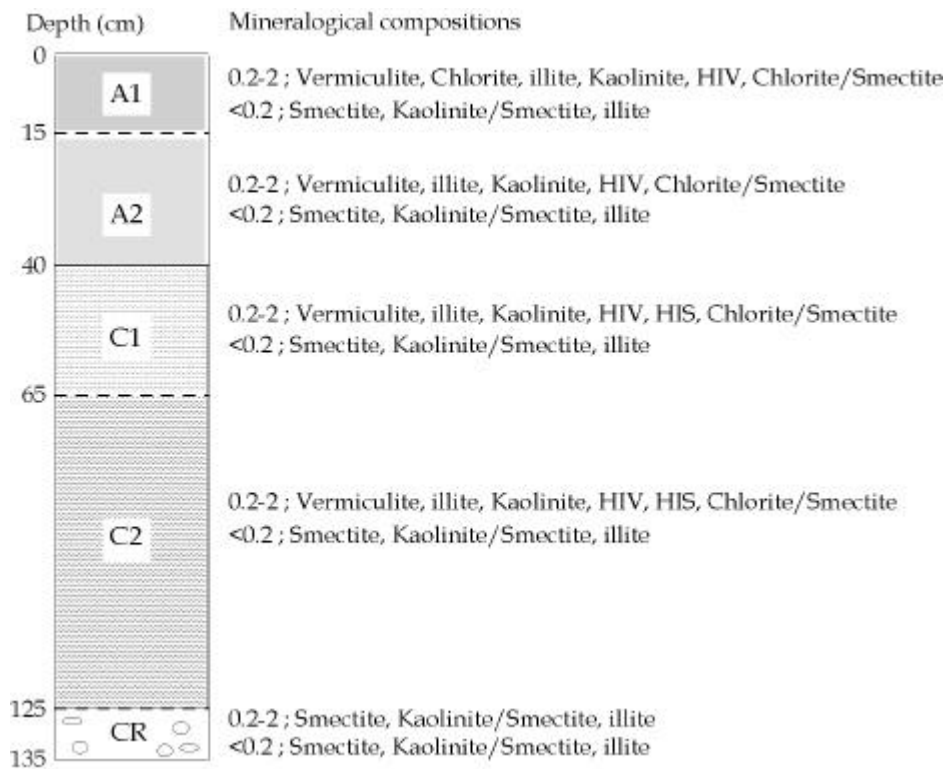 Depth (cm) Mineralogical compositions
0
A1
0.2-2 ; Vermiculite, Chlorite, illite, Kaolinite, HIV, Chlorite/Smectite
<0.2 ; Smectite, Kaolinite/Smectite, illite
15
A2
0.2-2 ; Vermiculite, illite, Kaolinite, HIV, Chlorite/Smectite
<0.2 ; Smectite, Kaolinite/Smectite, illite
40
C1
0.2-2 ; Vermiculite, illite, Kaolinite, HIV, HIS, Chlorite/Smectite
<0.2 ; Smectite, Kaolinite/Smectite, illite
65
C2
0.2-2 ; Vermiculite, illite, Kaolinite, HIV, HIS, Chlorite/Smectite
<0.2 ; Smectite, Kaolinite/Smectite, illite
125
CR
0.2-2 ; Smectite, Kaolinite/Smectite, illite
<0.2 ; Smectite, Kaolinite/Smectite, illite
135